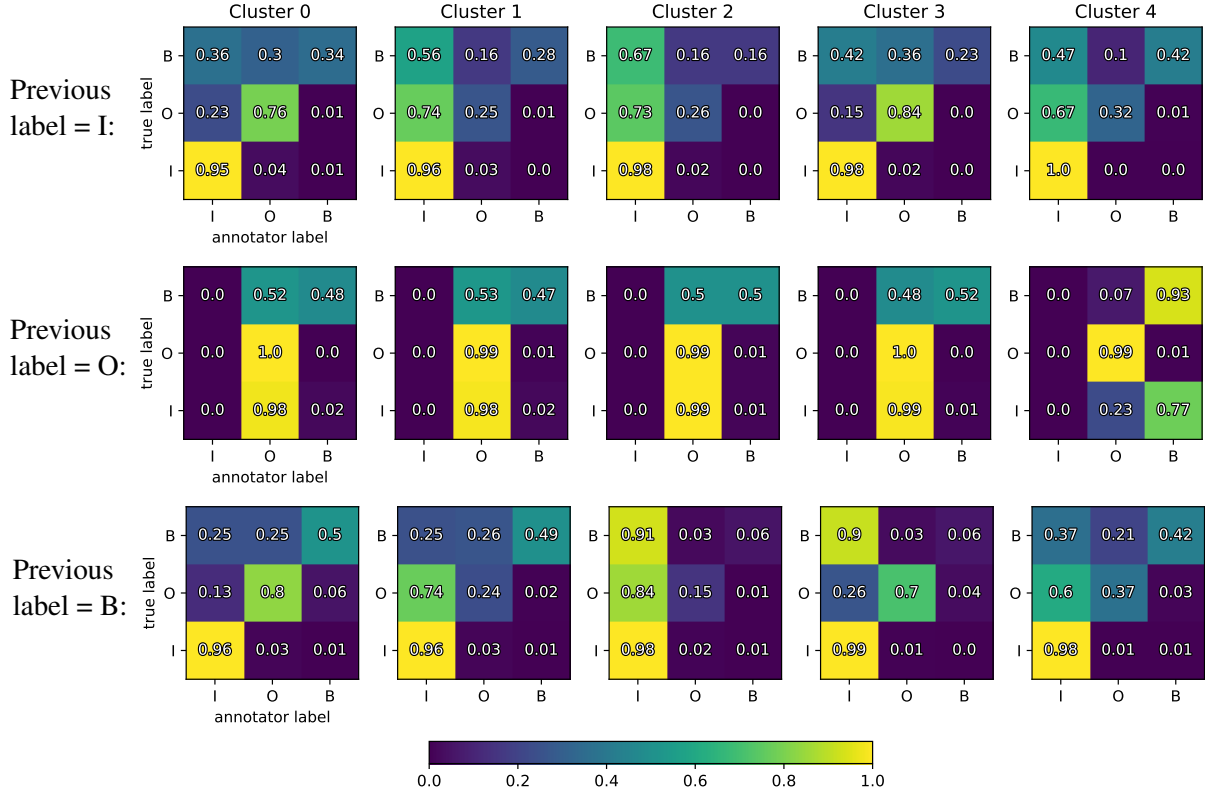 Cluster 0 Cluster 1 Cluster 2 Cluster 3 Cluster 4
Previous
label = I:
true label
B 0.36 0.3 0.34 0.56 0.16 0.28 B 0.67 0.16 0.16 B 0.42 0.36 0.23 B 0.47 0.1 0.42
O 0.23 0.76 0.01 O 0.74 0.25 0.01 O 0.73 0.26 0.0 O 0.15 0.84 0.0 O 0.67 0.32 0.01
I 0.95 0.04 0.01 I 0.96 0.03 0.0 I 0.98 0.02 0.0 I 0.98 0.02 0.0 I 1.0 0.0 0.0
I O B I O B I O B I O B I O B
annotator label
Previous
label = O:
true label
B 0.0 0.52 0.48 B 0.0 0.53 0.47 B 0.0 0.5 0.5 B 0.0 0.48 0.52 B 0.0 0.07 0.93
O 0.0 1.0 0.0 O 0.0 0.99 0.01 O 0.0 0.99 0.01 O 0.0 1.0 0.0 O 0.0 0.99 0.01
I 0.0 0.98 0.02 I 0.0 0.98 0.02 I 0.0 0.99 0.01 I 0.0 0.99 0.01 I 0.0 0.23 0.77
I O B I O B I O B I O B I O B
annotator label
Previous
label = B:
true label
B 0.25 0.25 0.5 B 0.25 0.26 0.49 B 0.91 0.03 0.06 B 0.9 0.03 0.06 B 0.37 0.21 0.42
O 0.13 0.8 0.06 O 0.74 0.24 0.02 O 0.84 0.15 0.01 O 0.26 0.7 0.04 O 0.6 0.37 0.03
I 0.96 0.03 0.01 I 0.96 0.03 0.01 I 0.98 0.02 0.01 I 0.99 0.01 0.0 I 0.98 0.01 0.01
I O B I O B I O B I O B I O B
annotator label
0.0 0.2 0.4 0.6 0.8 1.0